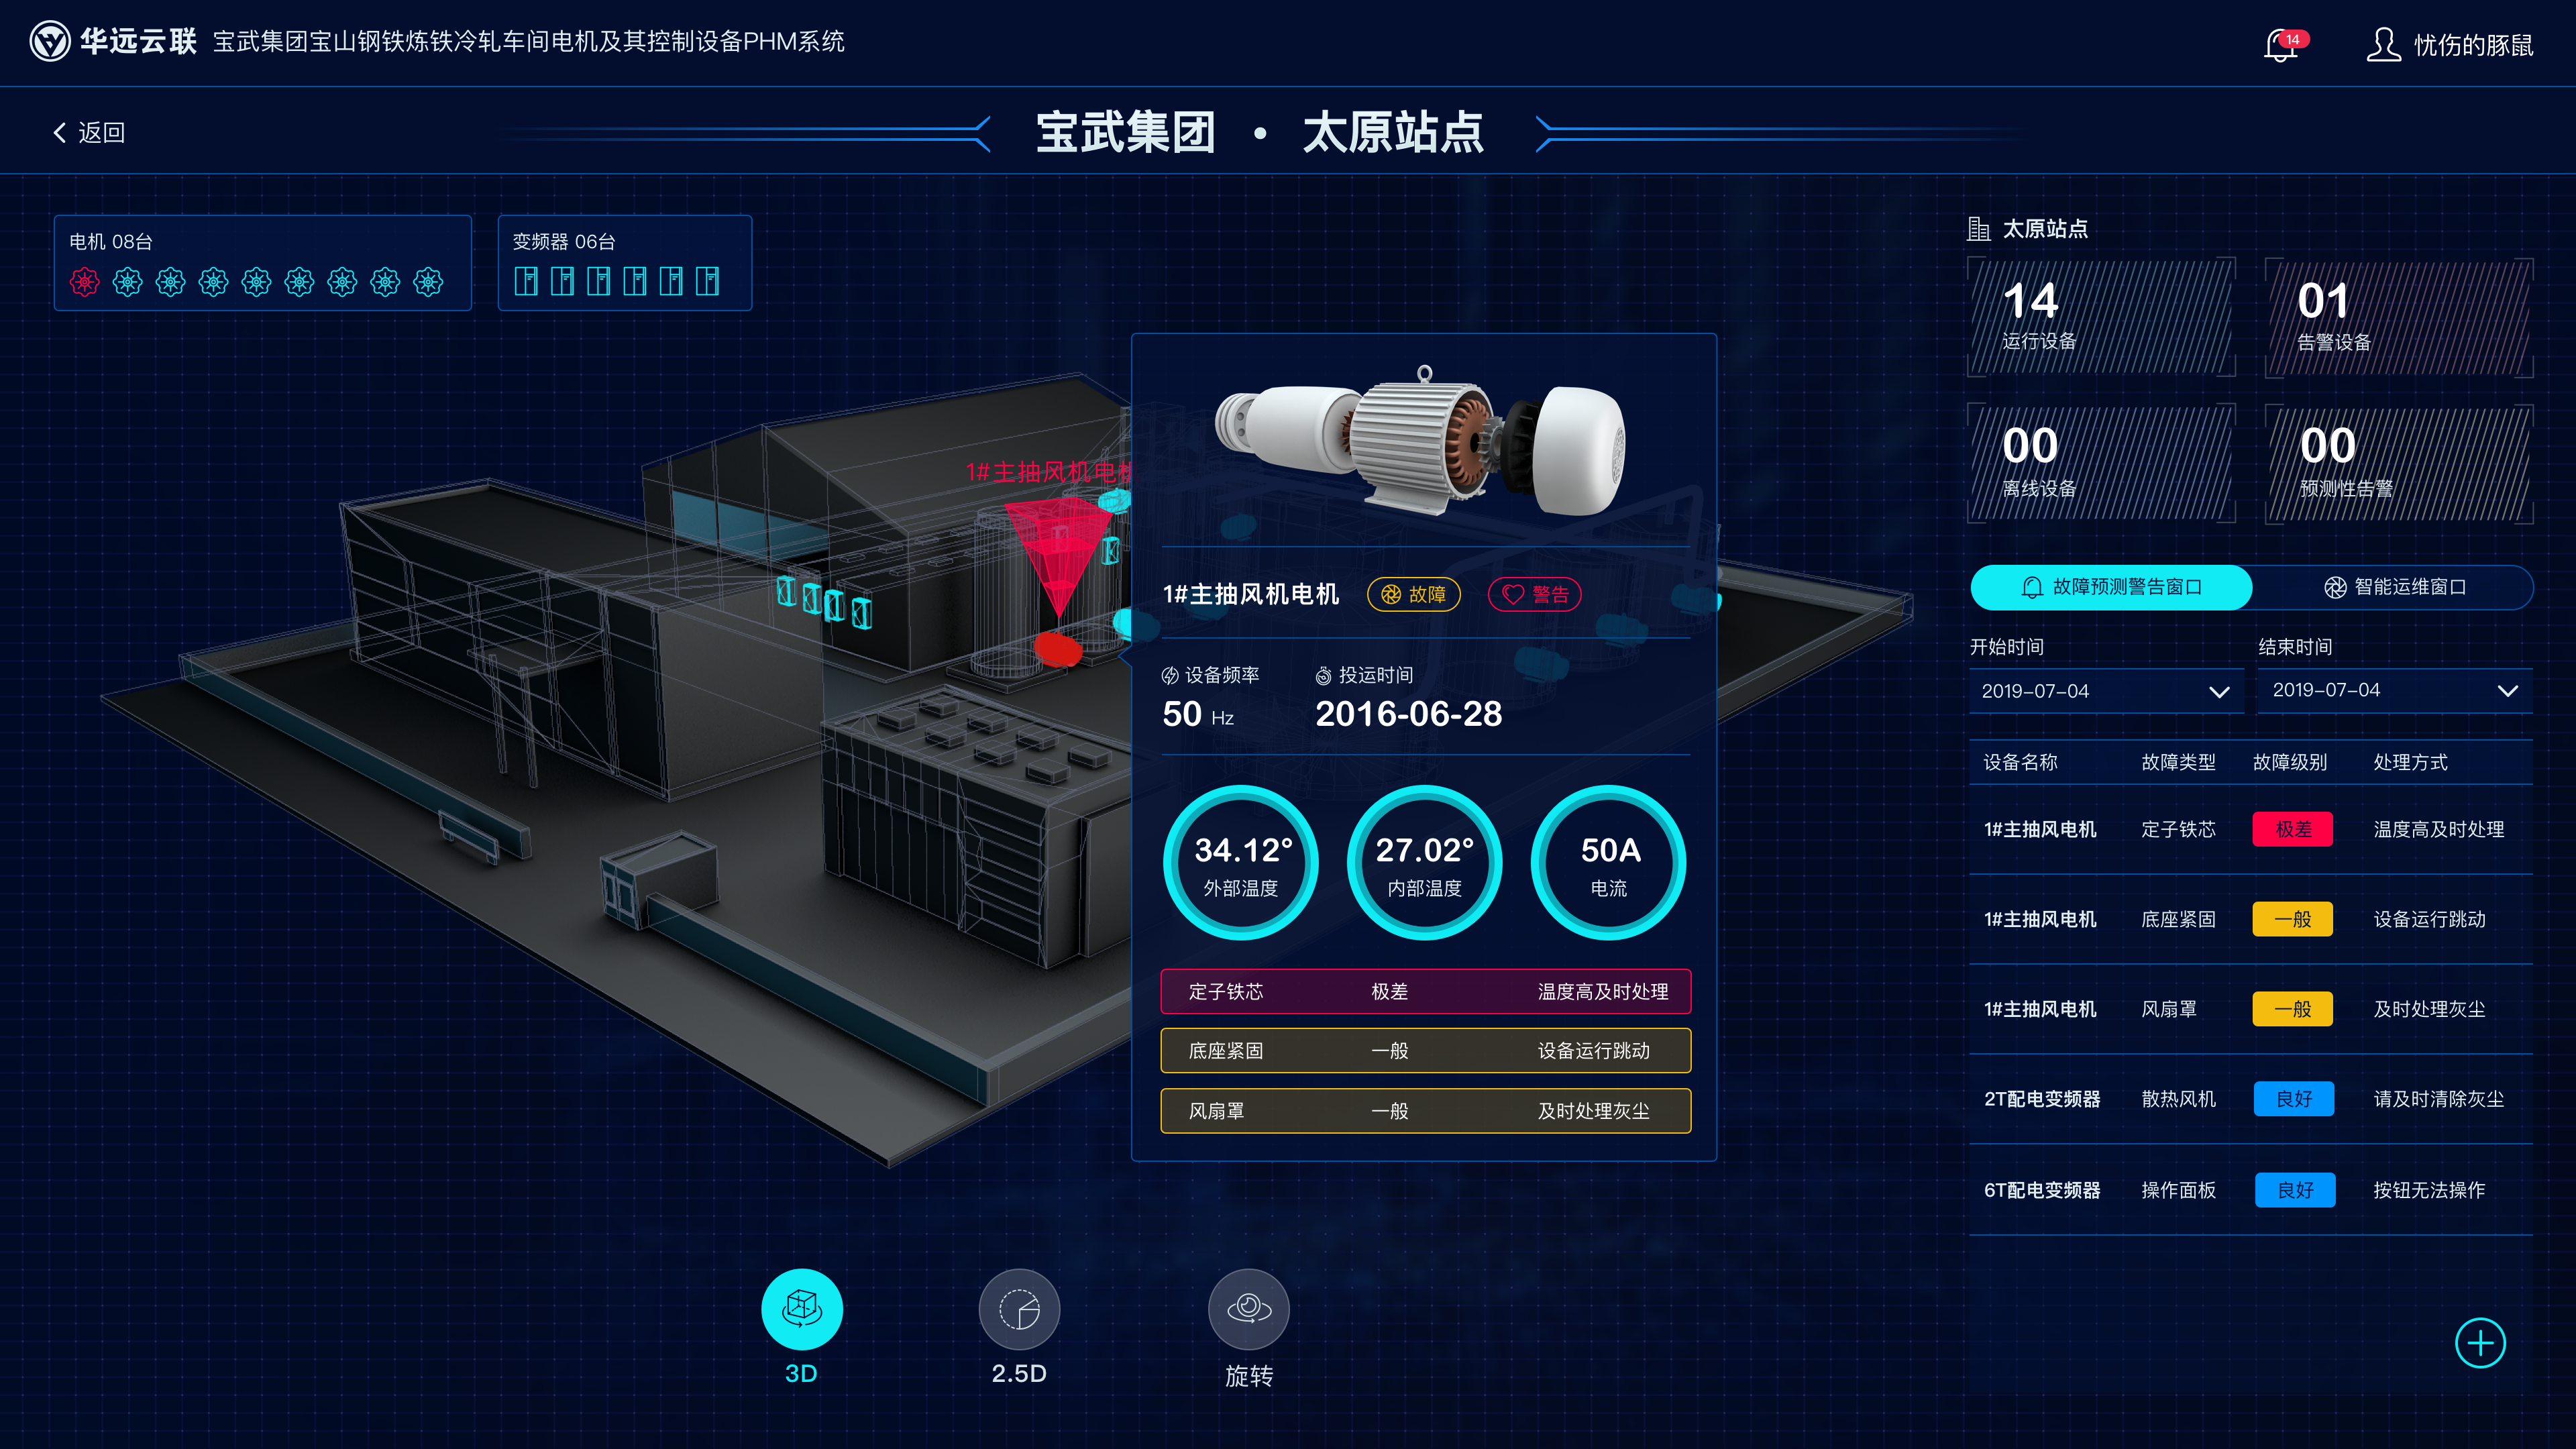 华远云联 宝武集团宝山钢铁炼铁冷轧车间电机及其控制设备PHM系统
14
忧伤的豚鼠
返回
宝武集团 · 太原站点
电机 08台
变频器 06台
太原站点
14
运行设备
01
告警设备
00
离线设备
00
预测性告警
1#主抽风机电机
1#主抽风机电机 故障 警告
设备频率 投运时间
50 Hz 2016-06-28
34.12° 27.02° 50A
外部温度 内部温度 电流
定子铁芯 极差 温度高及时处理
底座紧固 一般 设备运行跳动
风扇罩 一般 及时处理灰尘
故障预测警告窗口 智能运维窗口
开始时间 结束时间
2019-07-04 2019-07-04
设备名称 故障类型 故障级别 处理方式
1#主抽风电机 定子铁芯 极差 温度高及时处理
1#主抽风电机 底座紧固 一般 设备运行跳动
1#主抽风电机 风扇罩 一般 及时处理灰尘
2T配电变频器 散热风机 良好 请及时清除灰尘
6T配电变频器 操作面板 良好 按钮无法操作
3D 2.5D 旋转